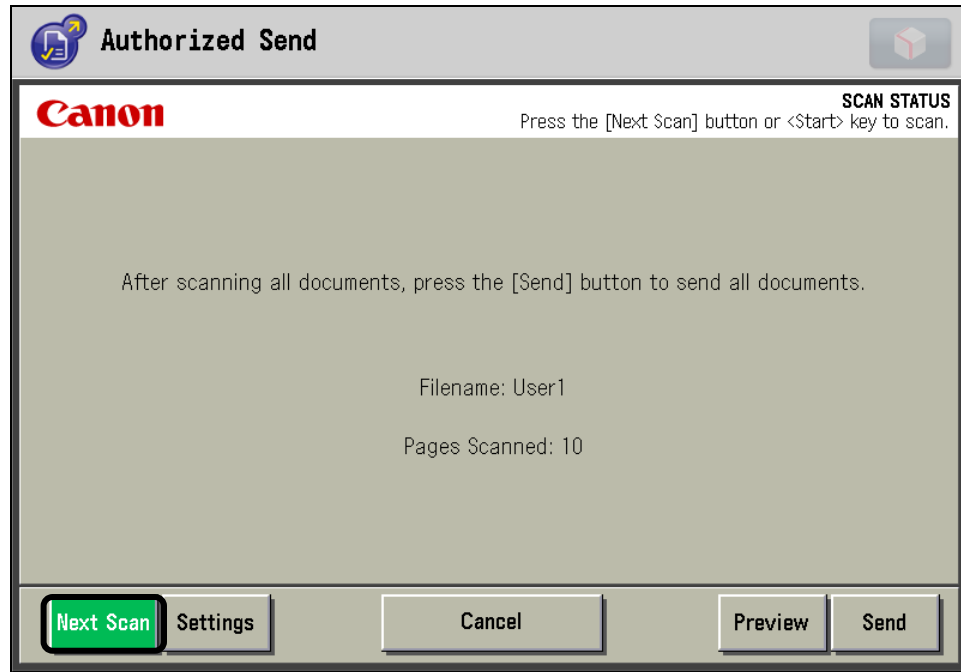 Authorized Send
Canon
SCAN STATUS
Press the [Next Scan] button or <Start> key to scan.
After scanning all documents, press the [Send] button to send all documents.
Filename: User1
Pages Scanned: 10
Next Scan
Settings
Cancel
Preview
Send